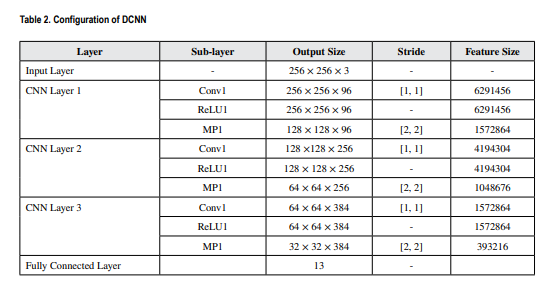 Table 2. Configuration of DCNN
Layer Sub-layer Output Size Stride Feature Size
Input Layer - 256 × 256 × 3 - -
CNN Layer 1 Conv1 256 × 256 × 96 [1, 1] 6291456
ReLU1 256 × 256 × 96 - 6291456
MP1 128 × 128 × 96 [2, 2] 1572864
CNN Layer 2 Conv1 128 ×128 × 256 [1, 1] 4194304
ReLU1 128 × 128 × 256 - 4194304
MP1 64 × 64 × 256 [2, 2] 1048676
CNN Layer 3 Conv1 64 × 64 × 384 [1, 1] 1572864
ReLU1 64 × 64 × 384 - 1572864
MP1 32 × 32 × 384 [2, 2] 393216
Fully Connected Layer 13 -